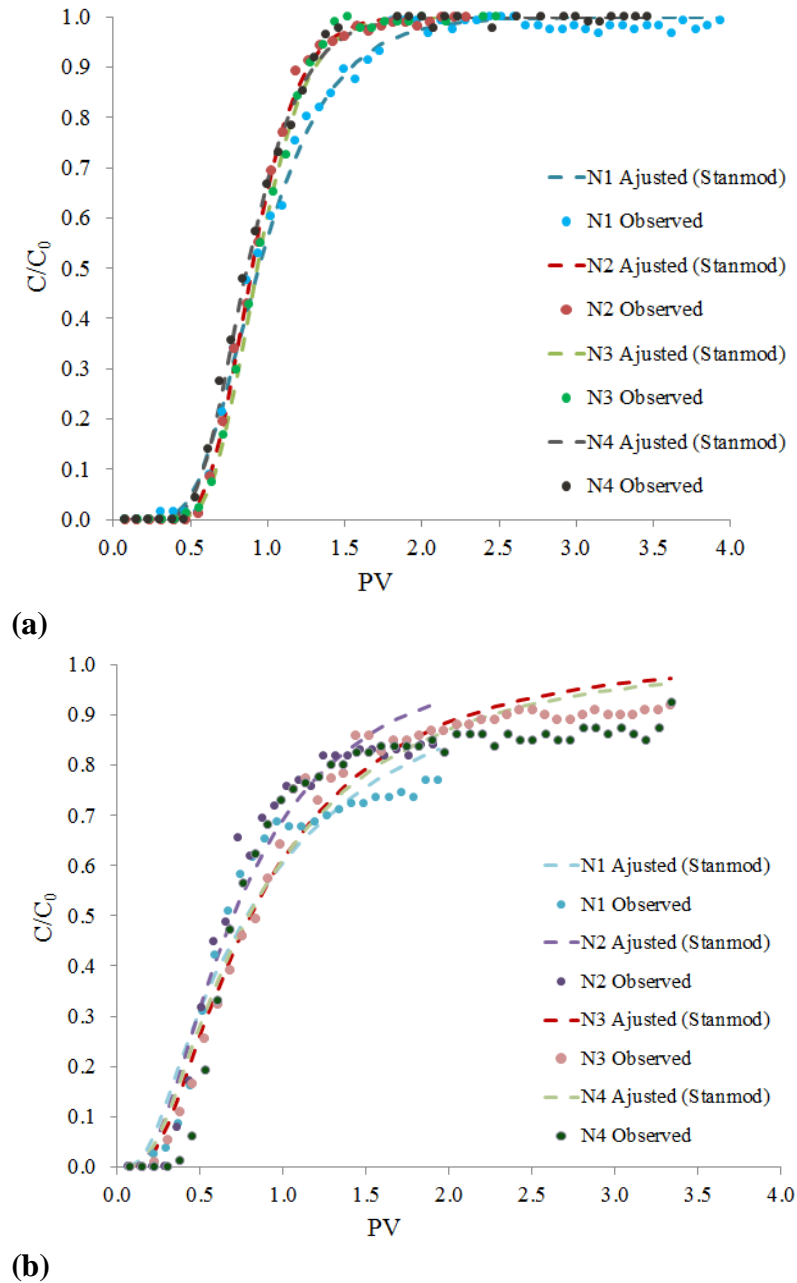 1.0
0.9
0.8
0.7
0.6
0.5
0.4
0.3
0.2
0.1
0.0
C/C0
0.0 0.5 1.0 1.5 2.0 2.5 3.0 3.5 4.0
PV
N1 Ajusted (Stanmod)
N1 Observed
N2 Ajusted (Stanmod)
N2 Observed
N3 Ajusted (Stanmod)
N3 Observed
N4 Ajusted (Stanmod)
N4 Observed
(a)
1.0
0.9
0.8
0.7
0.6
0.5
0.4
0.3
0.2
0.1
0.0
C/C0
0.0 0.5 1.0 1.5 2.0 2.5 3.0 3.5 4.0
PV
N1 Ajusted (Stanmod)
N1 Observed
N2 Ajusted (Stanmod)
N2 Observed
N3 Ajusted (Stanmod)
N3 Observed
N4 Ajusted (Stanmod)
N4 Observed
(b)